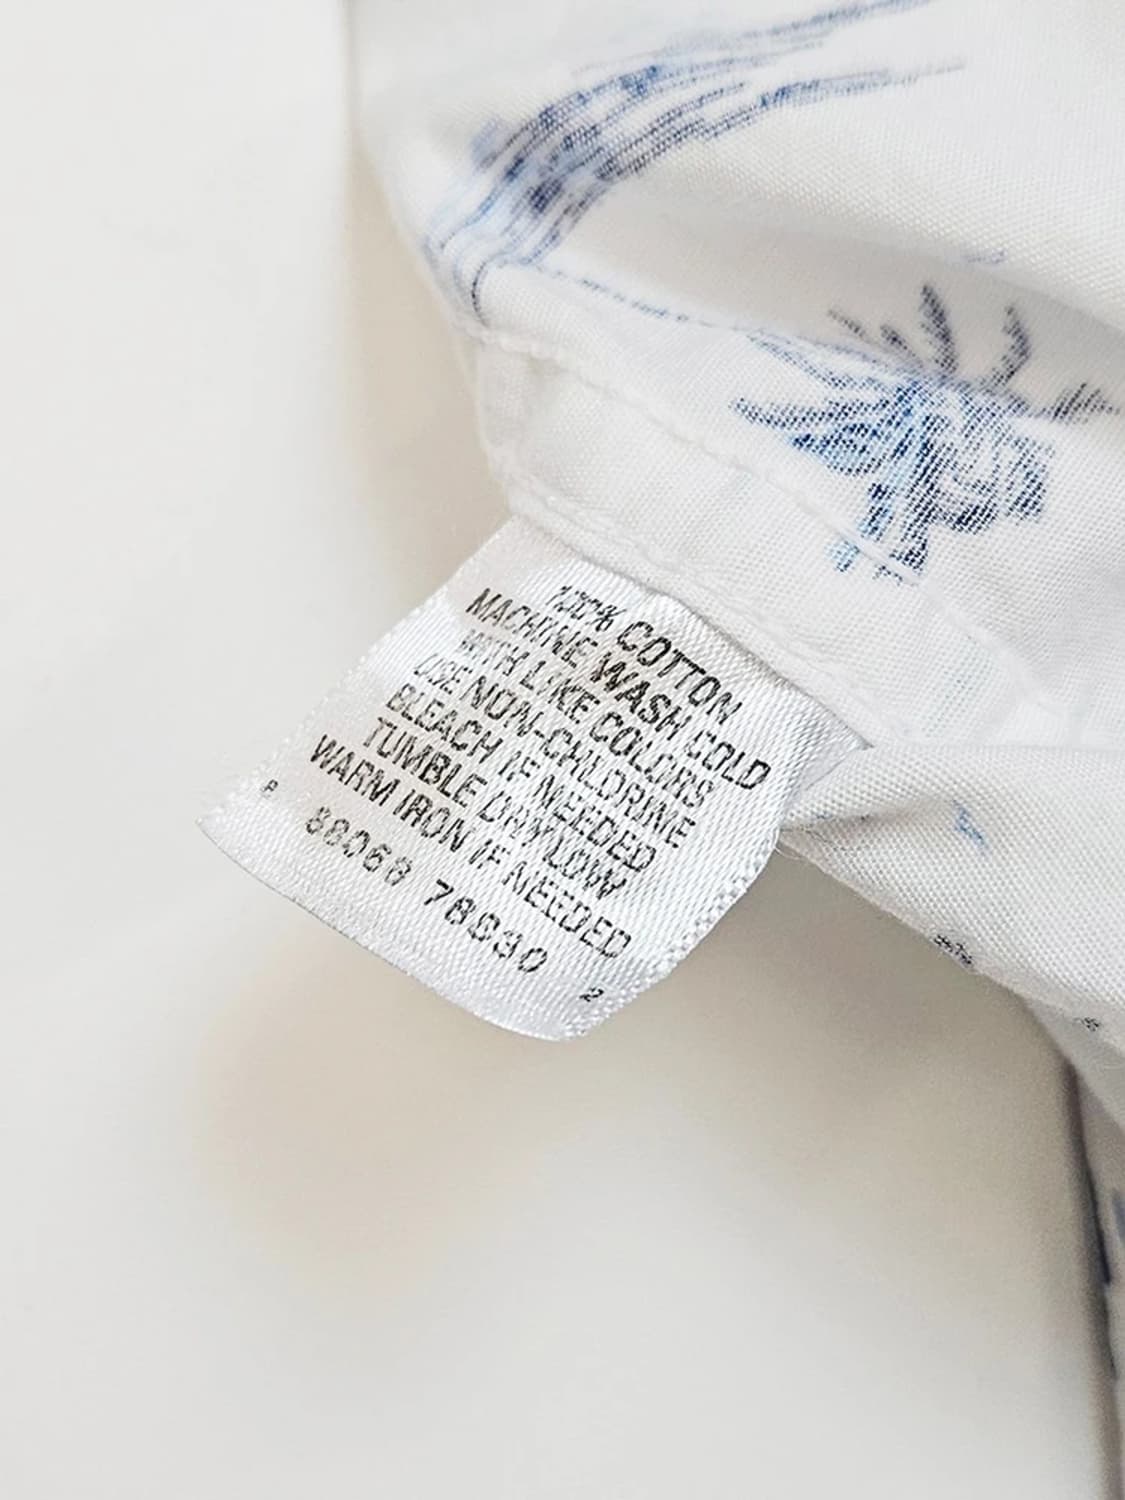 100% COTTON
MACHINE WASH COLD
WITH LIKE COLORS
USE NON-CHLORINE
BLEACH IF NEEDED
TUMBLE DRY LOW
WARM IRON IF NEEDED
2